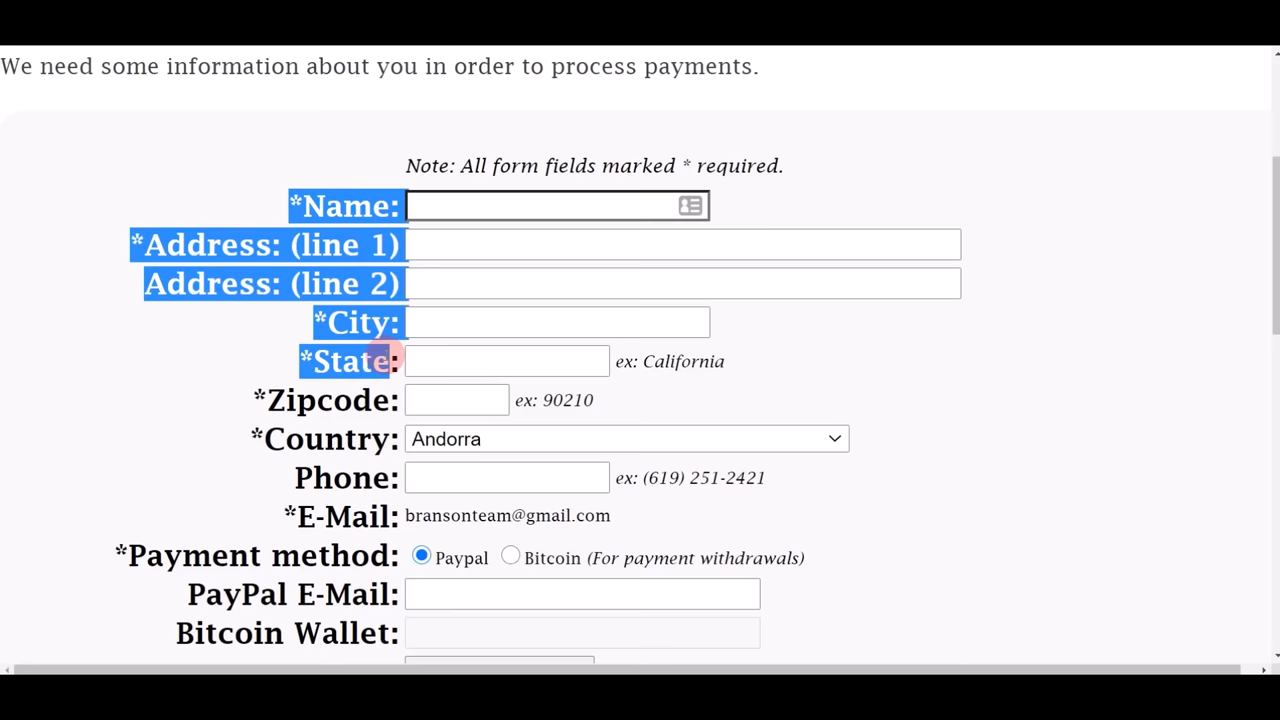 We need some information about you in order to process payments.
Note: All form fields marked * required.
*Name:
*Address: (line 1)
Address: (line 2)
*City:
*State: ex: California
*Zipcode: ex: 90210
*Country: Andorra
Phone: ex: (619) 251-2421
*E-Mail: bransonteam@gmail.com
*Payment method: Paypal Bitcoin (For payment withdrawals)
PayPal E-Mail:
Bitcoin Wallet: